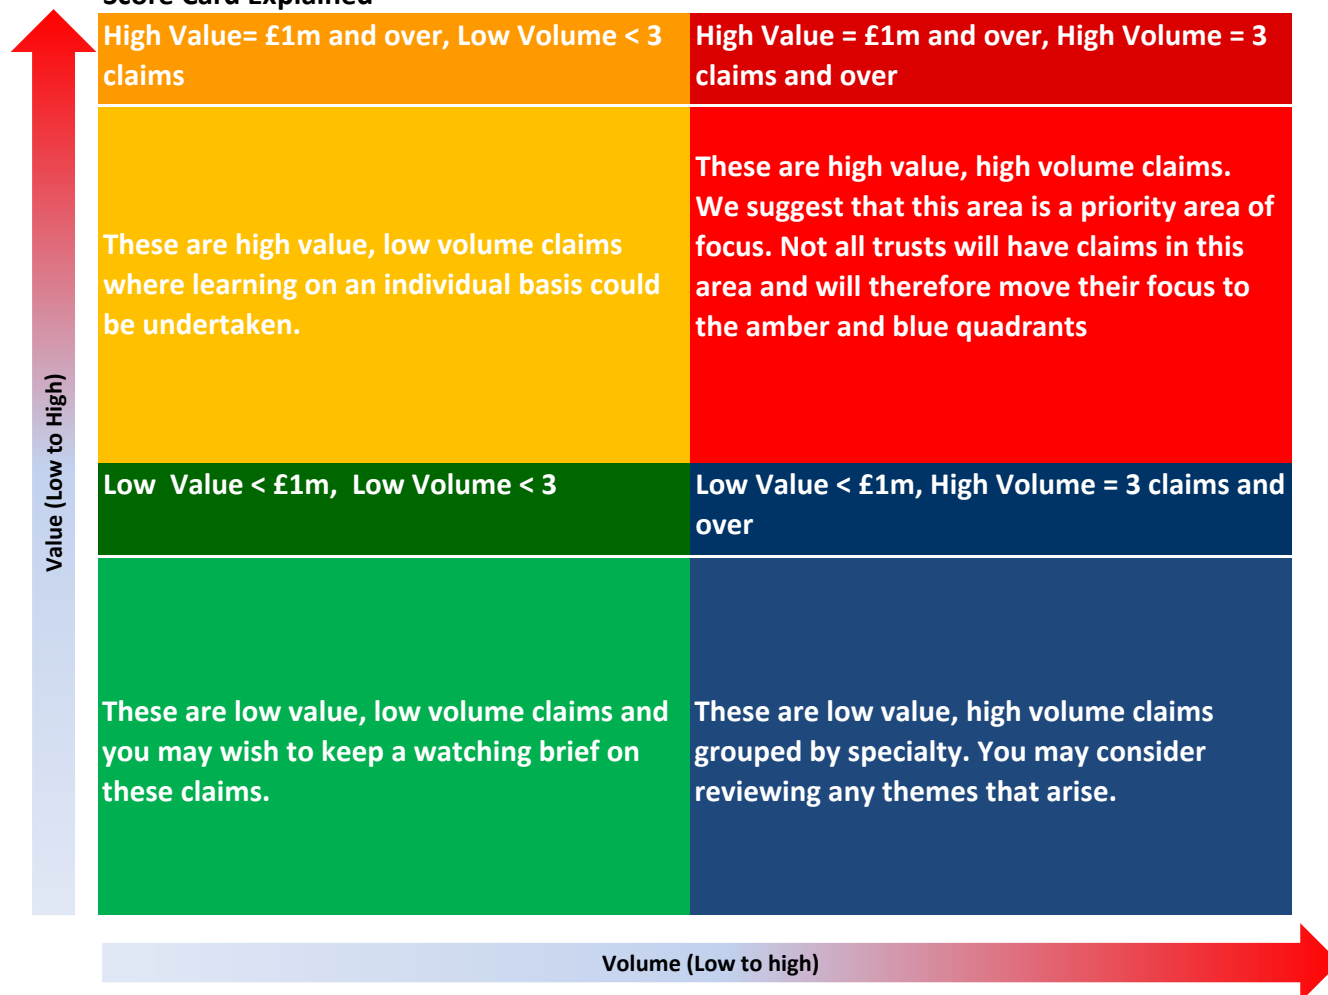 Score Card Explained
High Value= £1m and over, Low Volume < 3
claims
High Value = £1m and over, High Volume = 3
claims and over
These are high value, low volume claims
where learning on an individual basis could
be undertaken.
These are high value, high volume claims.
We suggest that this area is a priority area of
focus. Not all trusts will have claims in this
area and will therefore move their focus to
the amber and blue quadrants
Value (Low to High)
Low  Value < £1m,  Low Volume < 3
Low Value < £1m, High Volume = 3 claims and
over
These are low value, low volume claims and
you may wish to keep a watching brief on
these claims.
These are low value, high volume claims
grouped by specialty. You may consider
reviewing any themes that arise.
Volume (Low to high)